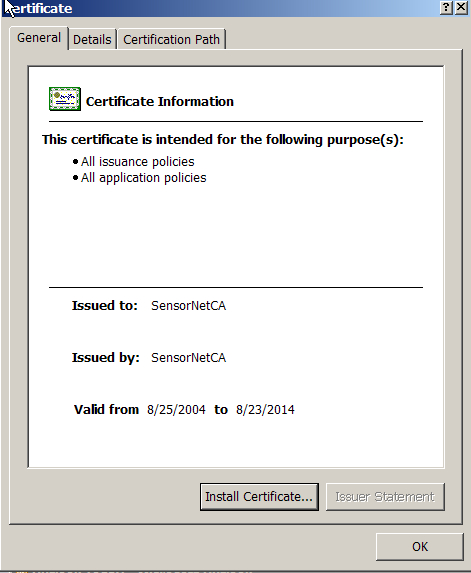 Certificate
General Details Certification Path
Certificate Information
This certificate is intended for the following purpose(s):
• All issuance policies
• All application policies
Issued to: SensorNetCA
Issued by: SensorNetCA
Valid from 8/25/2004 to 8/23/2014
Install Certificate... Issuer Statement
OK